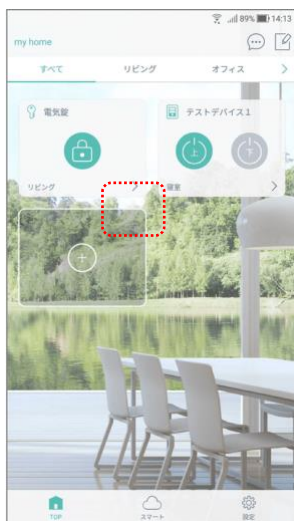 89% 14:13
my home
すべて リビング オフィス
電気錠 テストデバイス1
上 下
リビング 寝室
TOP スマート 設定